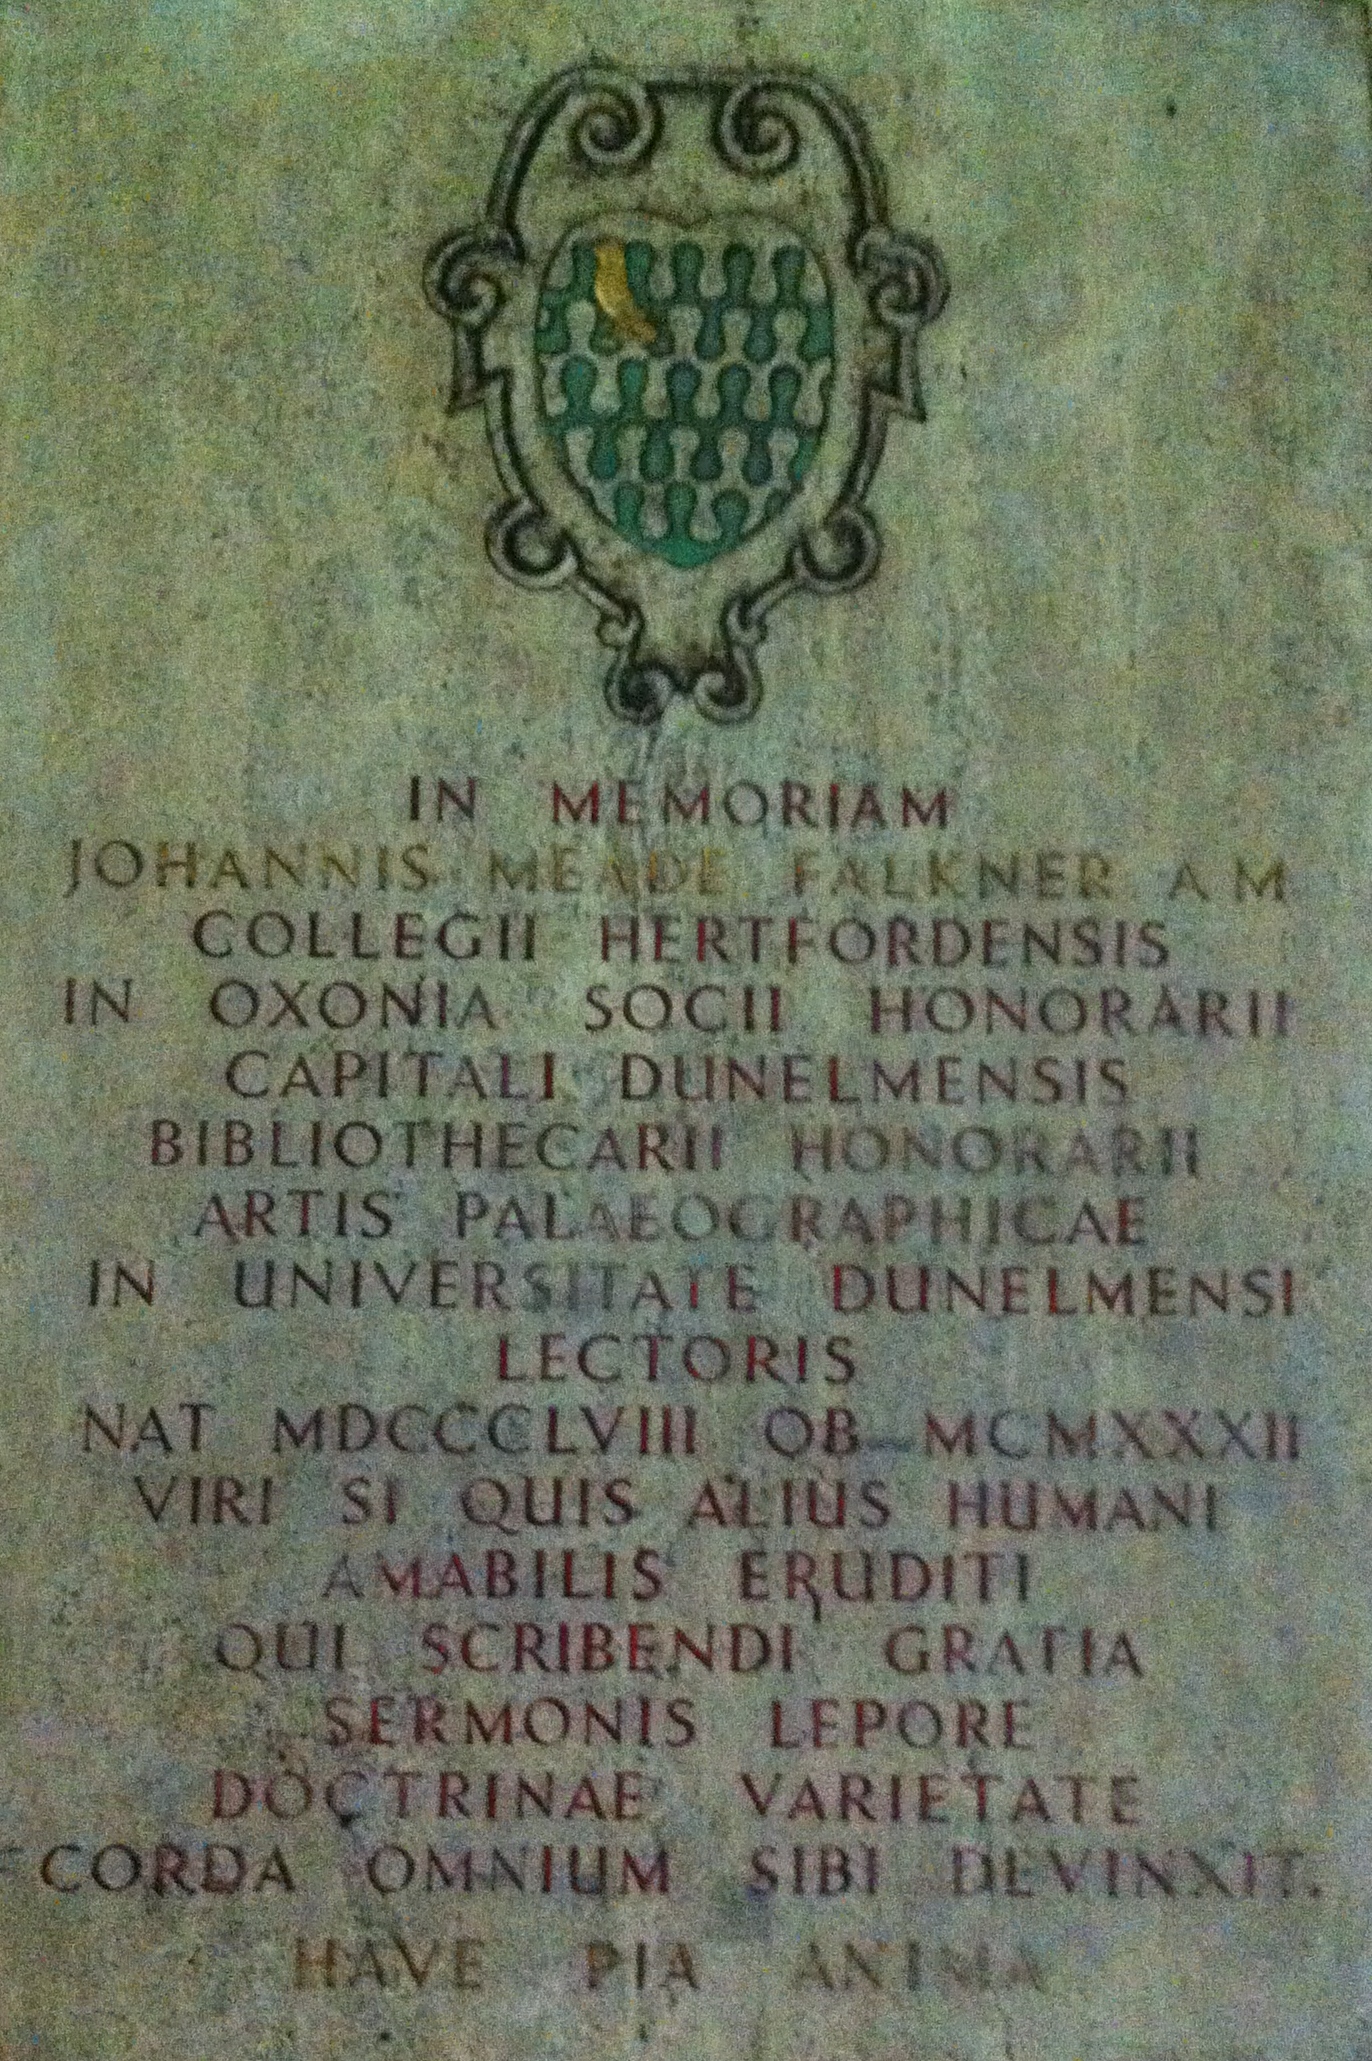 IN MEMORIAM
JOHANNIS MEADE FALKNER A M
COLLEGII HERTFORDENSIS
IN OXONIA SOCII HONORARII
CAPITALI DUNELMENSIS
BIBLIOTHECARII HONORARII
ARTIS PALAEOGRAPHICAE
IN UNIVERSITATE DUNELMENSI
LECTORIS
NAT MDCCCLVIII OB MCMXXXII
VIRI SI QUIS ALIUS HUMANI
AMABILIS ERUDITI
QUI SCRIBENDI GRATIA
SERMONIS LEPORE
DOCTRINAE VARIETATE
CORDA OMNIUM SIBI DEVINXIT.
HAVE PIA ANIMA